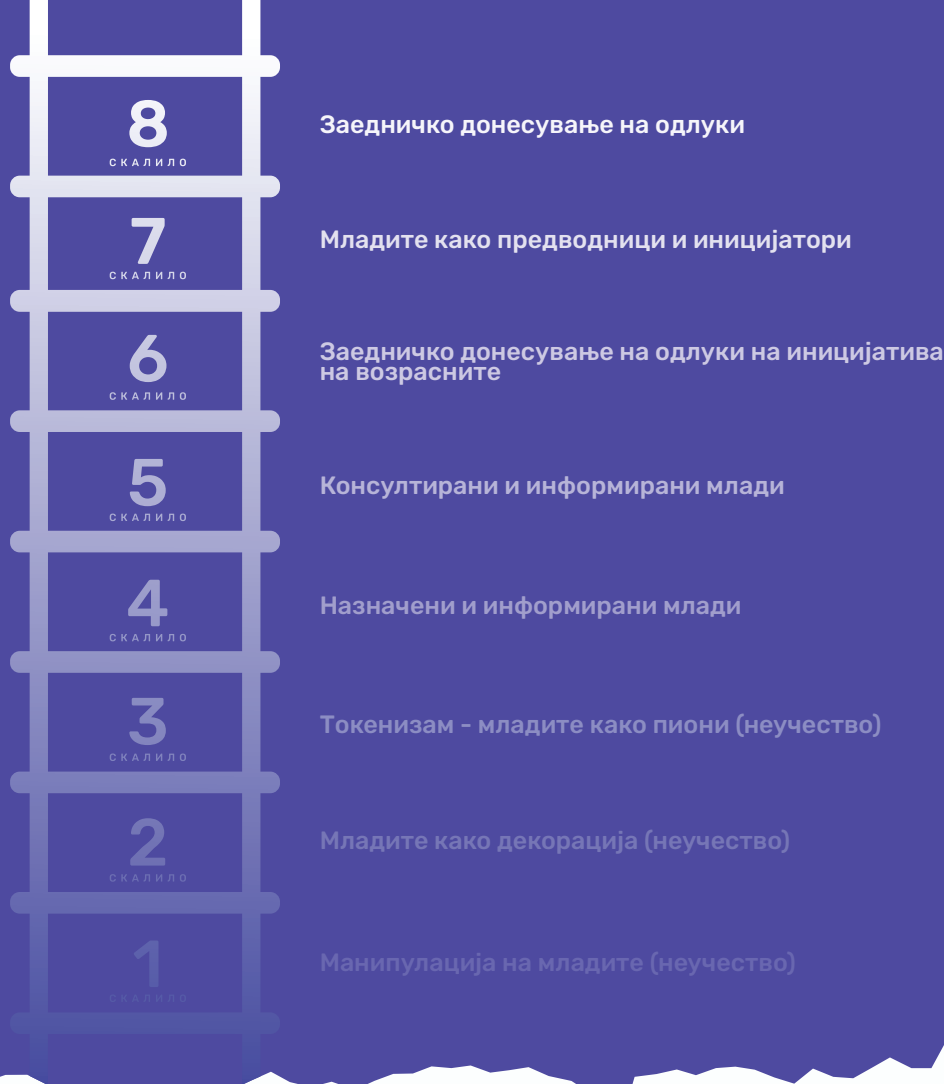 8
СКАЛИЛО
Заедничко донесување на одлуки
7
СКАЛИЛО
Младите како предводници и иницијатори
6
СКАЛИЛО
Заедничко донесување на одлуки на иницијатива
на возрасните
5
СКАЛИЛО
Консултирани и информирани млади
4
СКАЛИЛО
Назначени и информирани млади
3
СКАЛИЛО
Токенизам - младите како пиони (неучество)
2
СКАЛИЛО
Младите како декорација (неучество)
1
СКАЛИЛО
Манипулација на младите (неучество)